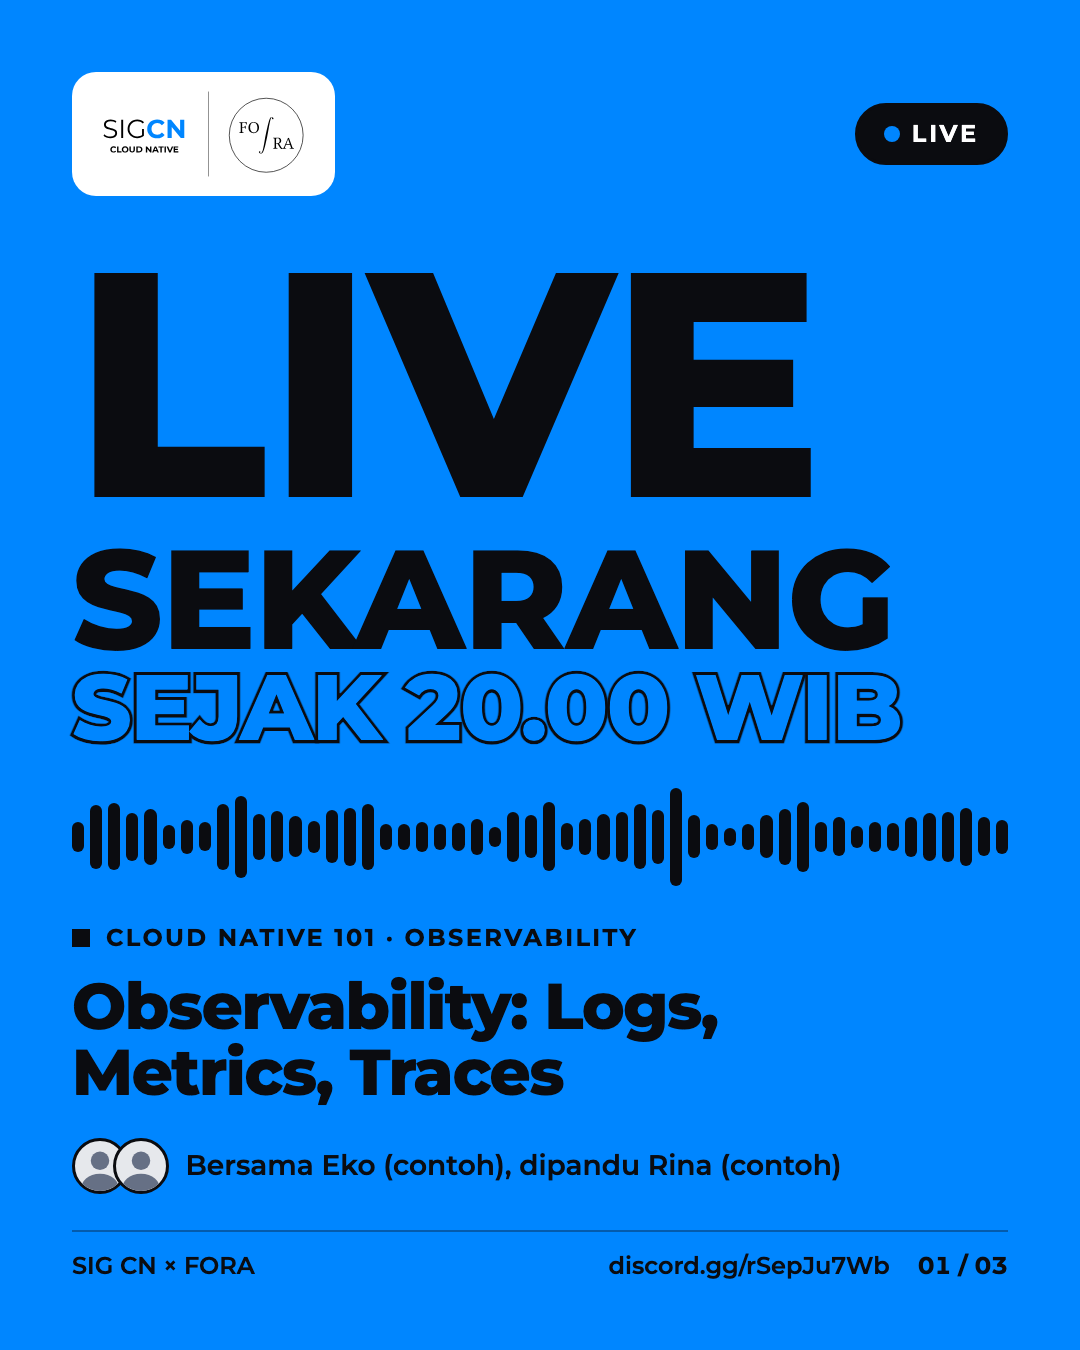 SIGCN
CLOUD NATIVE
FO
RA
LIVE
LIVE
SEKARANG
SEJAK 20.00 WIB
CLOUD NATIVE 101 · OBSERVABILITY
Observability: Logs,
Metrics, Traces
Bersama Eko (contoh), dipandu Rina (contoh)
SIG CN × FORA
discord.gg/rSepJu7Wb 01 / 03